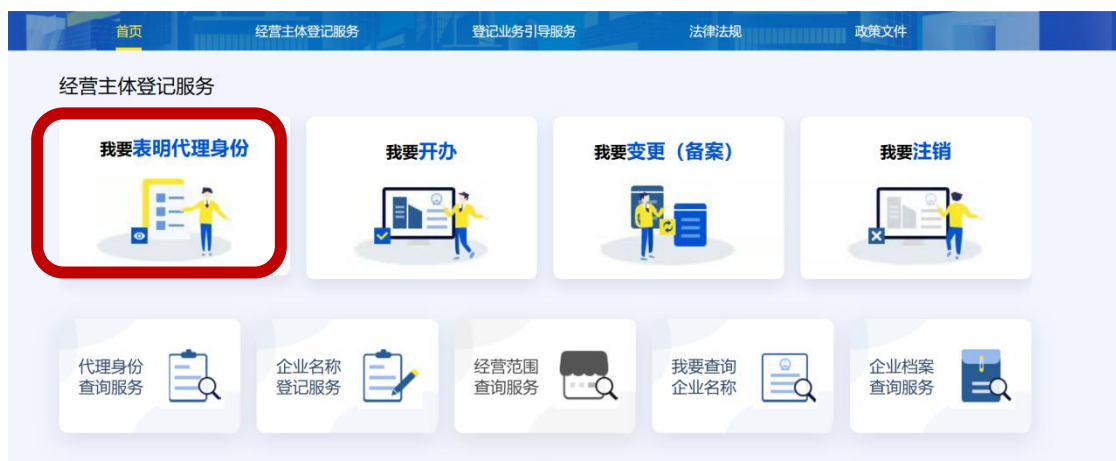 首页 经营主体登记服务 登记业务引导服务 法律法规 政策文件
经营主体登记服务
我要表明代理身份
我要开办
我要变更（备案）
我要注销
代理身份
查询服务
企业名称
登记服务
经营范围
查询服务
我要查询
企业名称
企业档案
查询服务